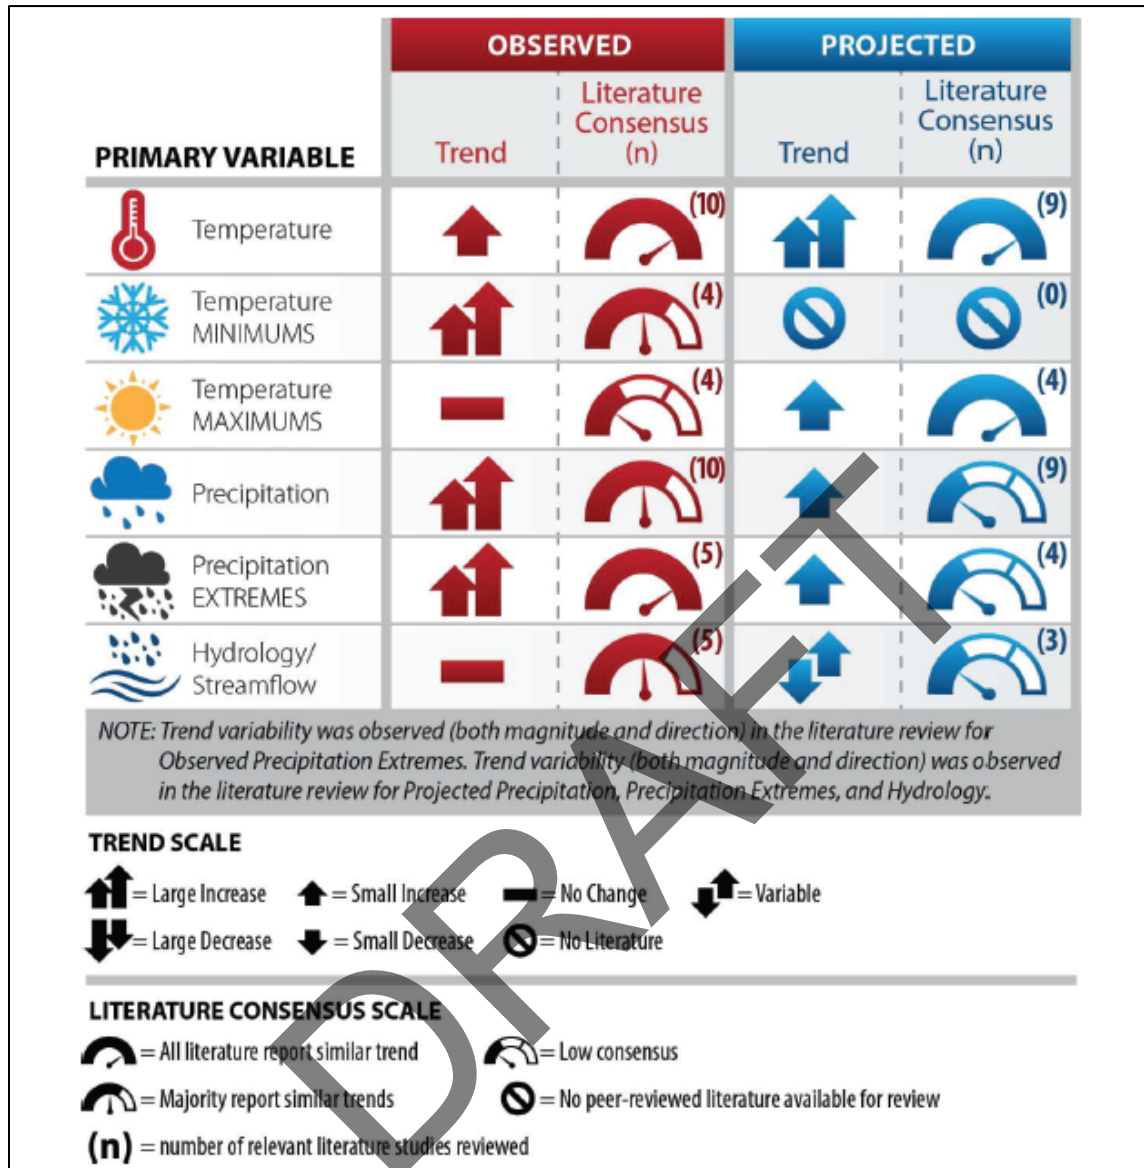 OBSERVED PROJECTED
PRIMARY VARIABLE Trend Literature Consensus (n) Trend Literature Consensus (n)
Temperature (10) (9)
Temperature MINIMUMS (4) (0)
Temperature MAXIMUMS (4) (4)
Precipitation (10) (9)
Precipitation EXTREMES (5) (4)
Hydrology/ Streamflow (5) (3)
NOTE: Trend variability was observed (both magnitude and direction) in the literature review for
Observed Precipitation Extremes. Trend variability (both magnitude and direction) was observed
in the literature review for Projected Precipitation, Precipitation Extremes, and Hydrology.
TREND SCALE
= Large Increase = Small Increase = No Change = Variable
= Large Decrease = Small Decrease = No Literature
LITERATURE CONSENSUS SCALE
= All literature report similar trend = Low consensus
= Majority report similar trends = No peer-reviewed literature available for review
(n) = number of relevant literature studies reviewed
DRAFT